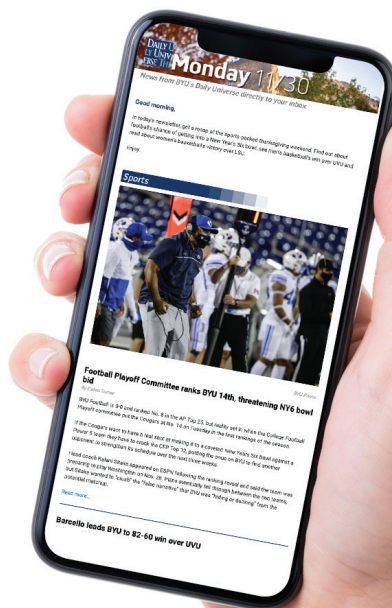 DAILY U
LY UNIV
ERSE TH
Monday 11/30
News from BYU's Daily Universe directly to your inbox
Good morning,
In today's newsletter, get a recap of the sports-packed thanksgiving weekend. Find out about
football's chance of getting into a New Year's Six bowl, see men's basketball's win over UVU and
read about women's basketball's victory over LSU.
Enjoy
Sports
BYU Photo
Football Playoff Committee ranks BYU 14th, threatening NY6 bowl
bid
By Caleb Turner
BYU Football is 9-0 and ranked No. 8 in the AP Top 25, but reality set in when the College Football
Playoff committee put the Cougars at No. 14 on Tuesday in the first rankings of the season.
If the Cougars want to have a real shot at making it to a coveted New Years Six Bowl against a
Power 5 team they have to crack the CFP Top 12, putting the onus on BYU to find another
opponent to strengthen its schedule over the next three weeks.
Head coach Kalani Sitake appeared on ESPN following the ranking reveal and said the team was
preparing to play Washington on Nov. 28. Plans eventually fell through between the two teams,
but Sitake wanted to "crush" the "false narrative" that BYU was "hiding or ducking" from the
potential matchup.
Read more...
Barcello leads BYU to 82-60 win over UVU